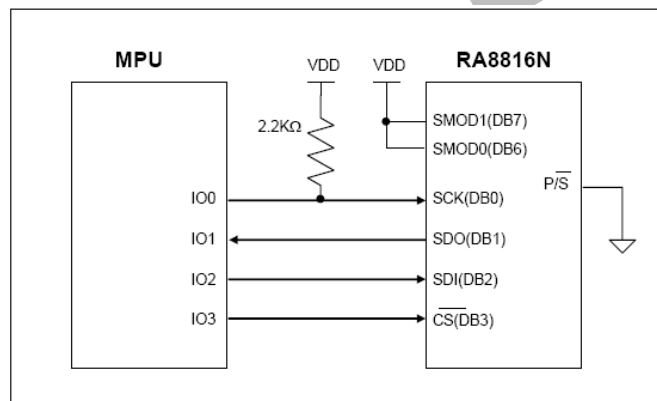 MPU
VDD
VDD
RA8816N
2.2KΩ
SMOD1(DB7)
SMOD0(DB6)
P/S
IO0
SCK(DB0)
IO1
SDO(DB1)
IO2
SDI(DB2)
IO3
CS(DB3)